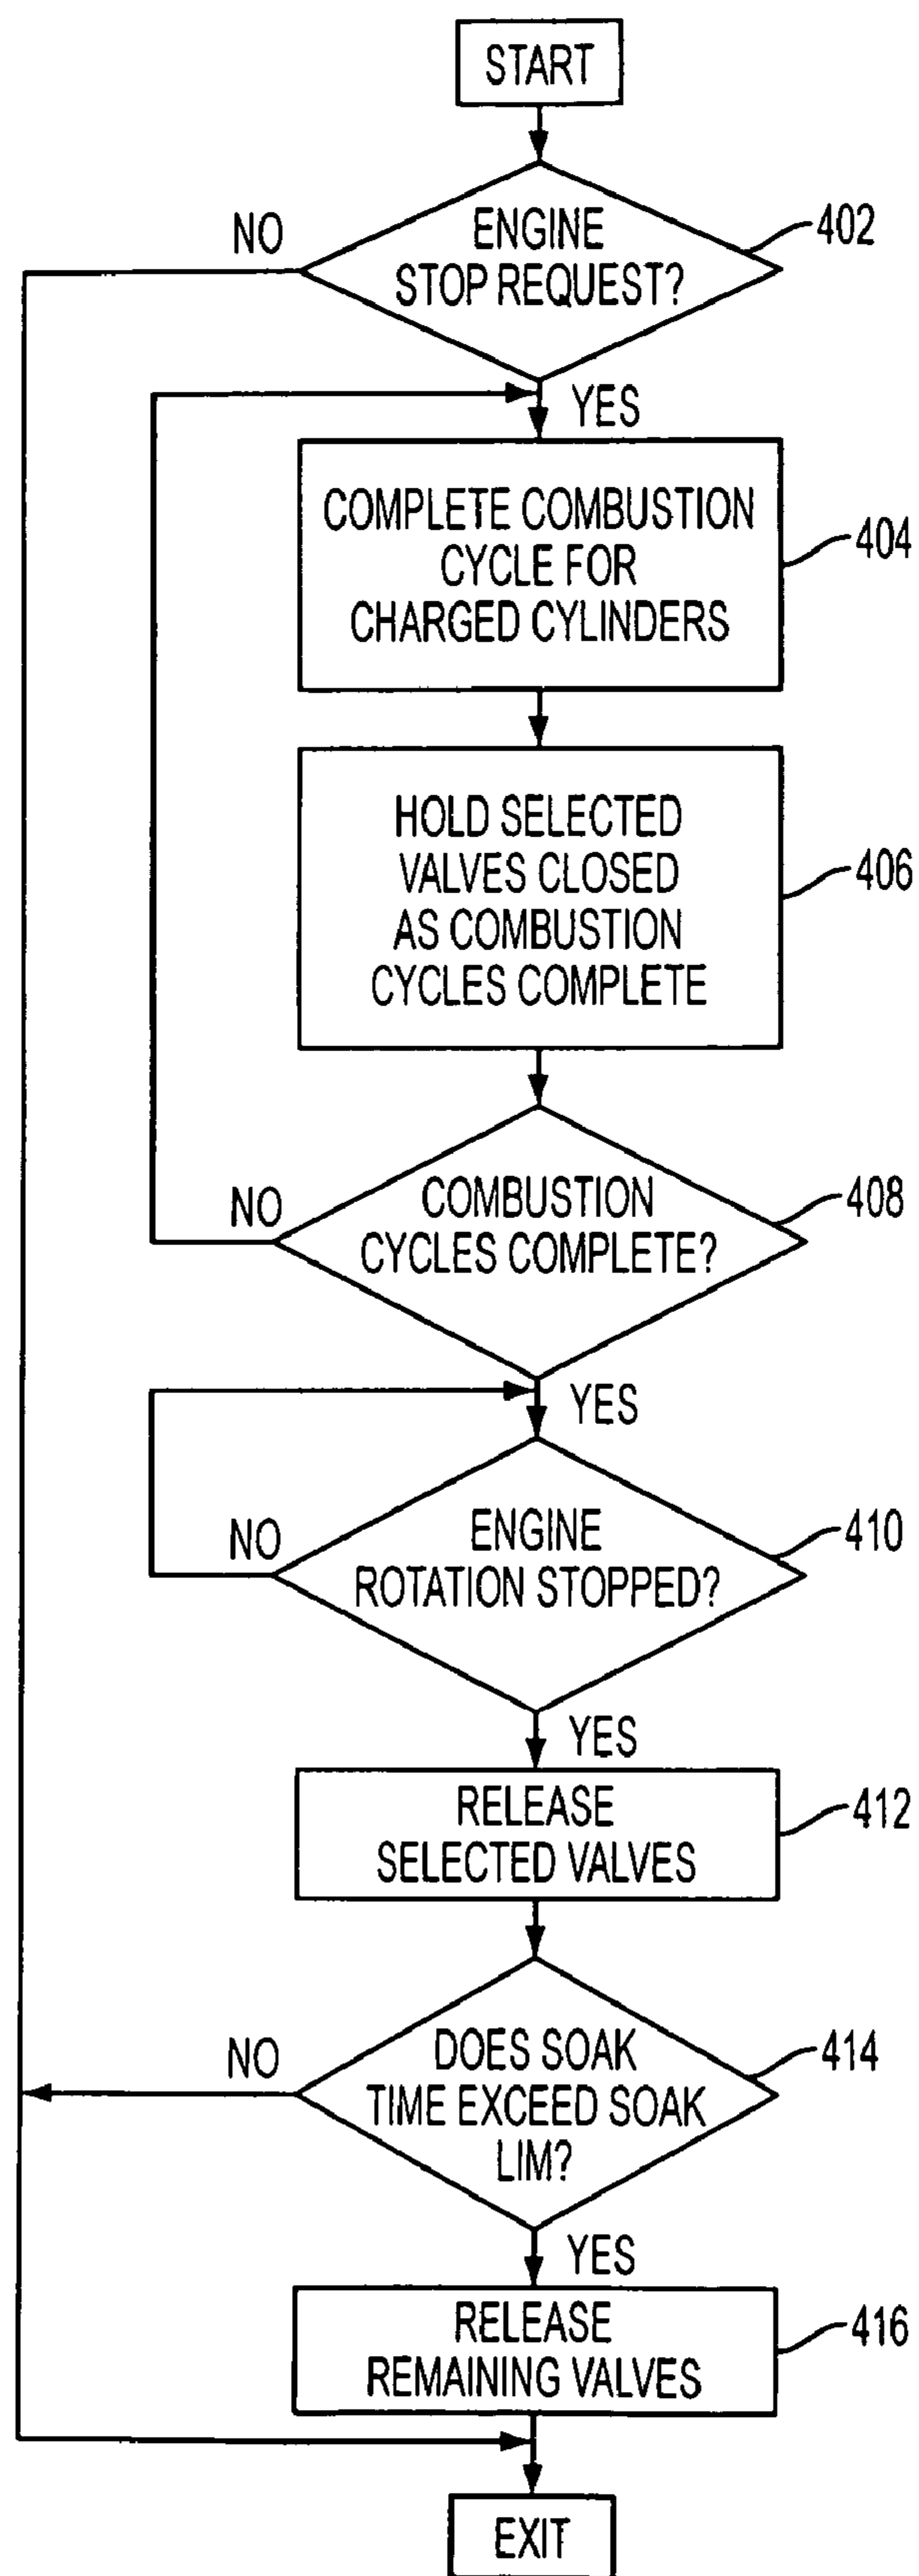 START
NO
ENGINE
STOP REQUEST?
402
YES
COMPLETE COMBUSTION
CYCLE FOR
CHARGED CYLINDERS
404
HOLD SELECTED
VALVES CLOSED
AS COMBUSTION
CYCLES COMPLETE
406
NO
COMBUSTION
CYCLES COMPLETE?
408
YES
NO
ENGINE
ROTATION STOPPED?
410
YES
RELEASE
SELECTED VALVES
412
NO
DOES SOAK
TIME EXCEED SOAK
LIM?
414
YES
RELEASE
REMAINING VALVES
416
EXIT